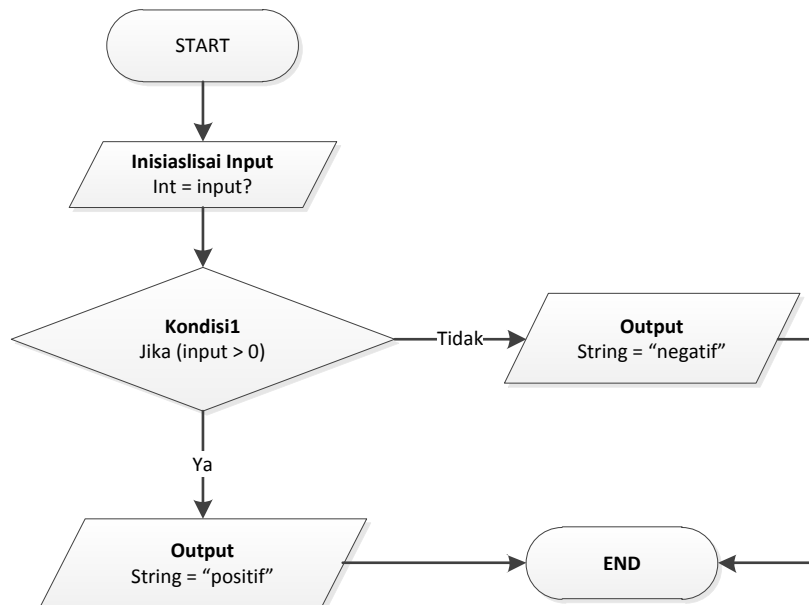 START
Inisiaslisai Input
Int = input?
Kondisi1
Jika (input > 0)
Tidak
Output
String = “negatif”
Ya
Output
String = “positif”
END